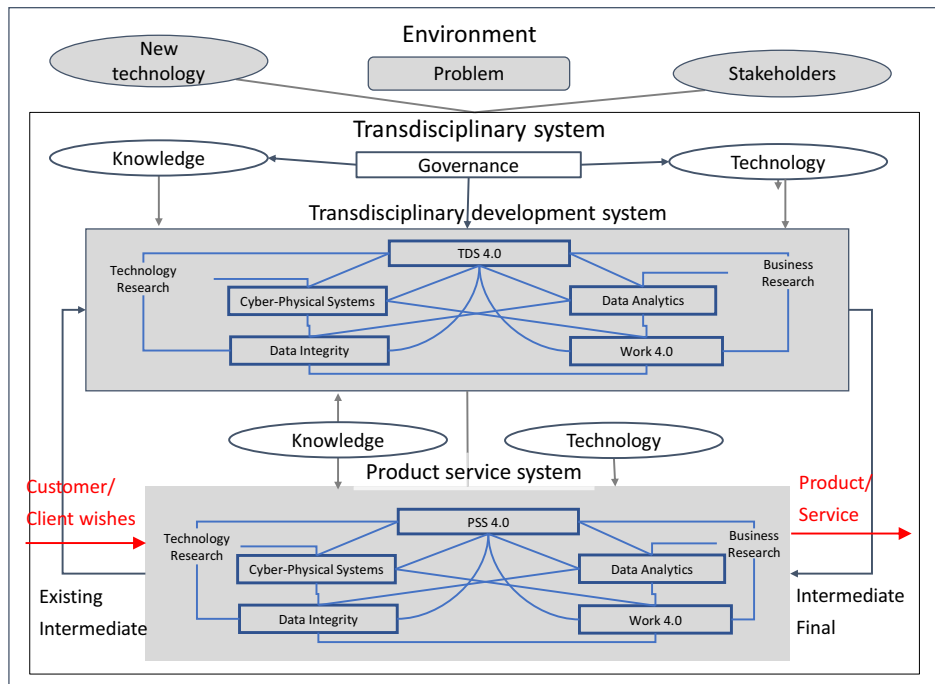 Environment
New
technology
Problem
Stakeholders
Transdisciplinary system
Knowledge
Governance
Technology
Transdisciplinary development system
TDS 4.0
Technology
Research
Business
Research
Cyber-Physical Systems
Data Analytics
Data Integrity
Work 4.0
Knowledge
Technology
Product service system
Customer/
Client wishes
Product/
Service
PSS 4.0
Technology
Research
Business
Research
Cyber-Physical Systems
Data Analytics
Data Integrity
Work 4.0
Existing
Intermediate
Intermediate
Final